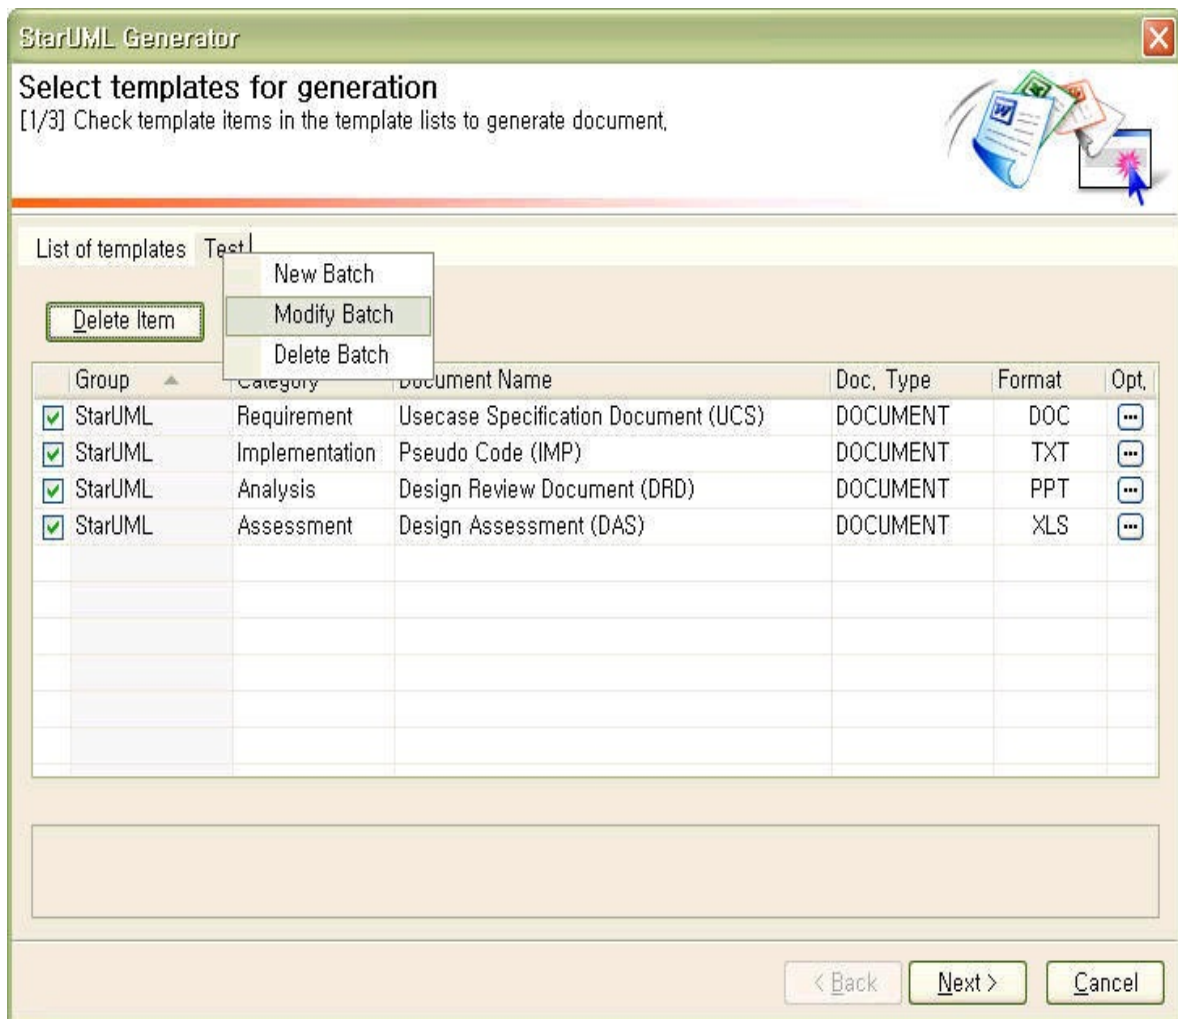 StarUML Generator
Select templates for generation
[1/3] Check template items in the template lists to generate document,
List of templates Test
New Batch
Modify Batch
Delete Batch
Delete Item
Group Category Document Name Doc, Type Format Opt,
StarUML Requirement Usecase Specification Document (UCS) DOCUMENT DOC
StarUML Implementation Pseudo Code (IMP) DOCUMENT TXT
StarUML Analysis Design Review Document (DRD) DOCUMENT PPT
StarUML Assessment Design Assessment (DAS) DOCUMENT XLS
< Back Next > Cancel